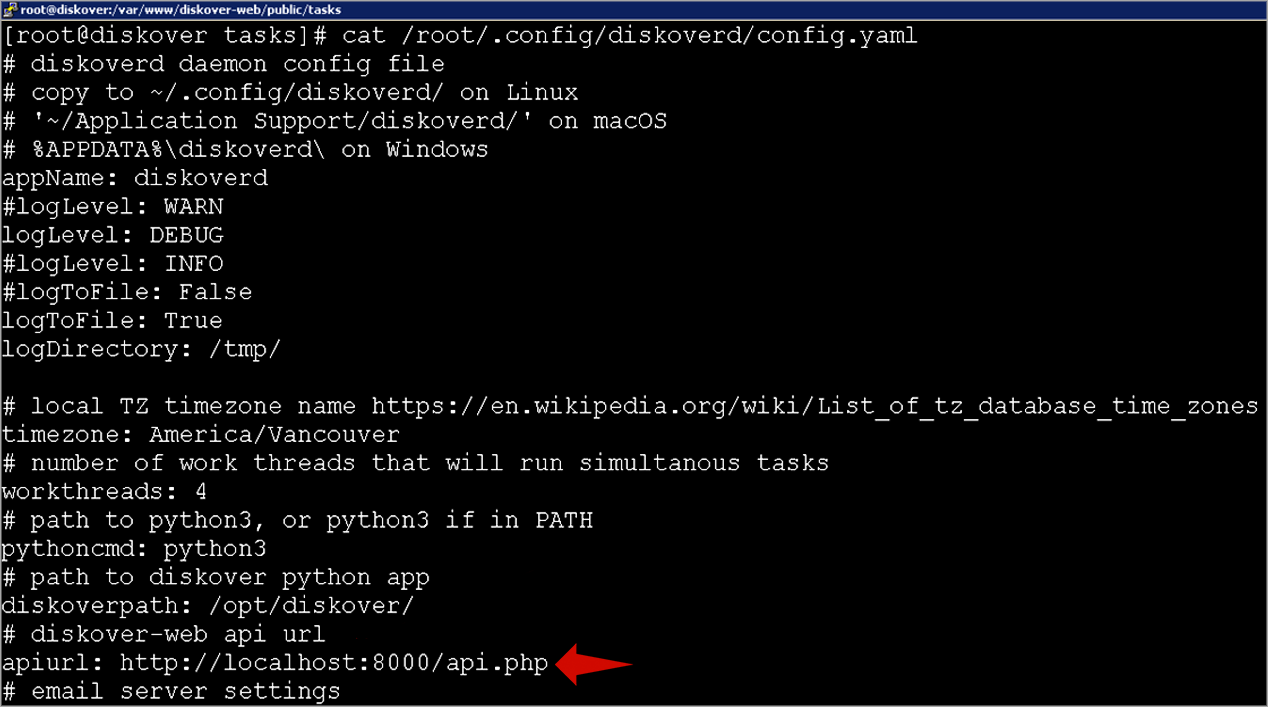 root@diskover:/var/www/diskover-web/public/tasks
[root@diskover tasks]# cat /root/.config/diskoverd/config.yaml
# diskoverd daemon config file
# copy to ~/.config/diskoverd/ on Linux
# '~/Application Support/diskoverd/' on macOS
# %APPDATA%\diskoverd\ on Windows
appName: diskoverd
#logLevel: WARN
logLevel: DEBUG
#logLevel: INFO
#logToFile: False
logToFile: True
logDirectory: /tmp/
# local TZ timezone name https://en.wikipedia.org/wiki/List_of_tz_database_time_zones
timezone: America/Vancouver
# number of work threads that will run simultanous tasks
workthreads: 4
# path to python3, or python3 if in PATH
pythoncmd: python3
# path to diskover python app
diskoverpath: /opt/diskover/
# diskover-web api url
apiurl: http://localhost:8000/api.php
# email server settings